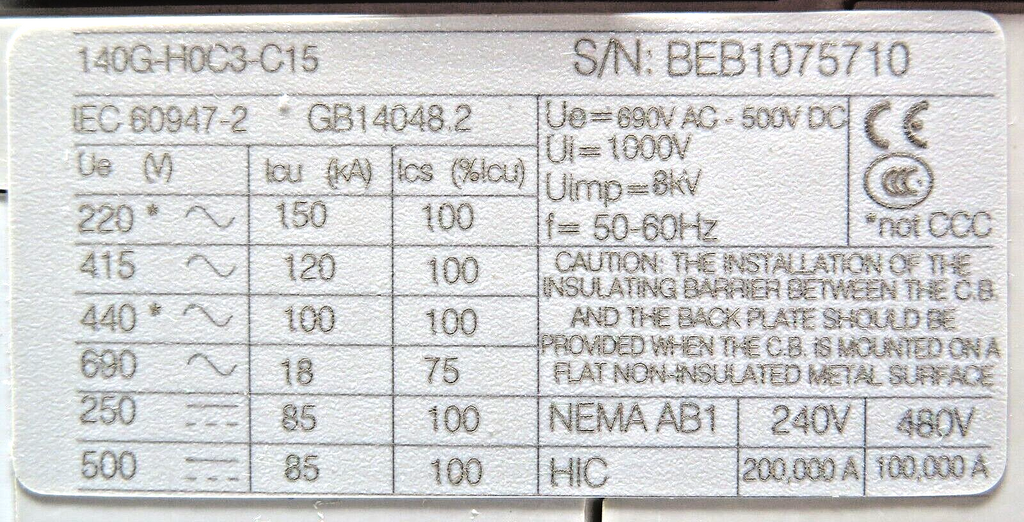 140G-H0C3-C15 S/N: BEB1075710
IEC 60947-2 * GB14048.2
Ue (V) Icu (kA) Ics (%Icu)
220 * ~ 150 100
415 ~ 120 100
440 * ~ 100 100
690 ~ 18 75
250 ⎓ 85 100
500 ⎓ 85 100
Ue=690V AC - 500V DC
Ui=1000V
Uimp=8kV
f=50-60Hz
CE
CCC
*not CCC
CAUTION: THE INSTALLATION OF THE
INSULATING BARRIER BETWEEN THE C.B.
AND THE BACK PLATE SHOULD BE
PROVIDED WHEN THE C.B. IS MOUNTED ON A
FLAT NON-INSULATED METAL SURFACE
NEMA AB1 240V 480V
HIC 200,000 A 100,000 A